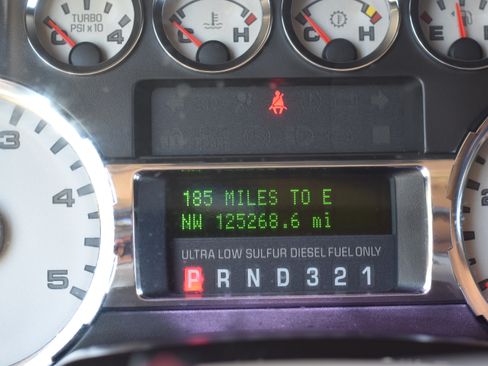 TURBO
PSI x 10
0 4
C H
C H
E F
3
4
5
185 MILES TO E
NW 125268.6 mi
ULTRA LOW SULFUR DIESEL FUEL ONLY
P R N D 3 2 1